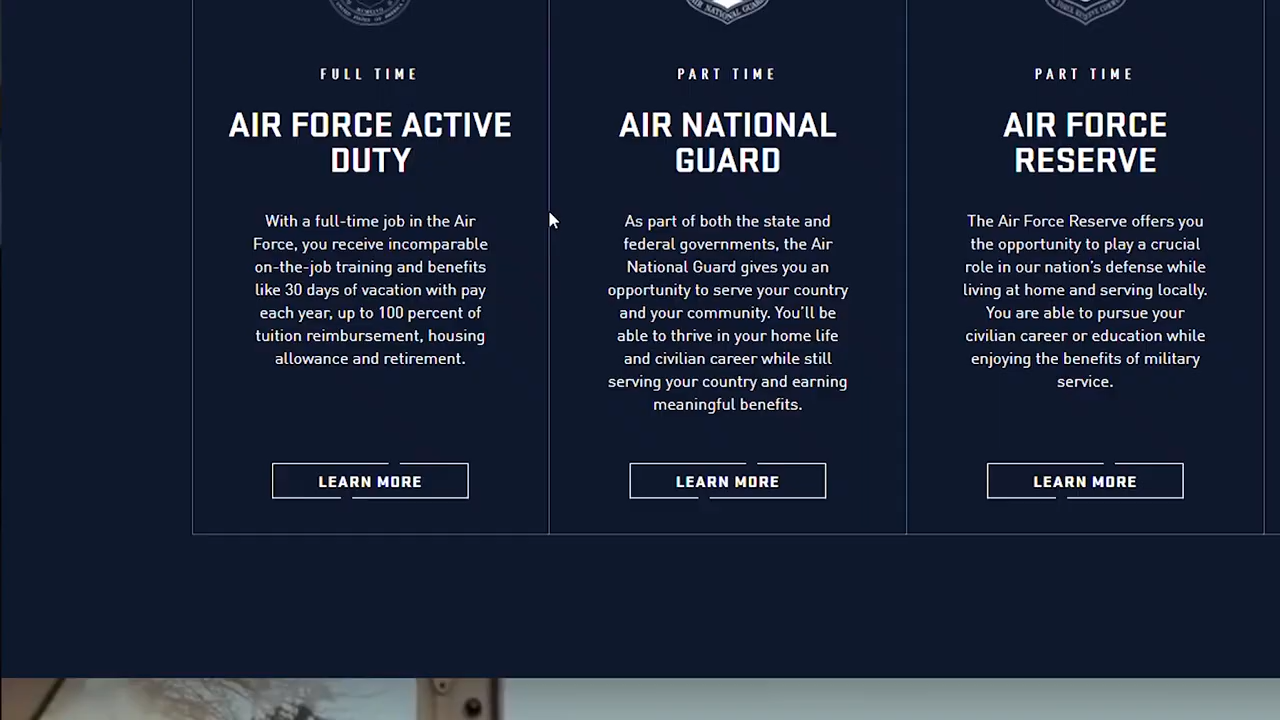 UNITED STATES OF AMERICA
AIR NATIONAL GUARD
FULL TIME
AIR FORCE ACTIVE
DUTY
With a full-time job in the Air
Force, you receive incomparable
on-the-job training and benefits
like 30 days of vacation with pay
each year, up to 100 percent of
tuition reimbursement, housing
allowance and retirement.
LEARN MORE
PART TIME
AIR NATIONAL
GUARD
As part of both the state and
federal governments, the Air
National Guard gives you an
opportunity to serve your country
and your community. You’ll be
able to thrive in your home life
and civilian career while still
serving your country and earning
meaningful benefits.
LEARN MORE
PART TIME
AIR FORCE
RESERVE
The Air Force Reserve offers you
the opportunity to play a crucial
role in our nation’s defense while
living at home and serving locally.
You are able to pursue your
civilian career or education while
enjoying the benefits of military
service.
LEARN MORE